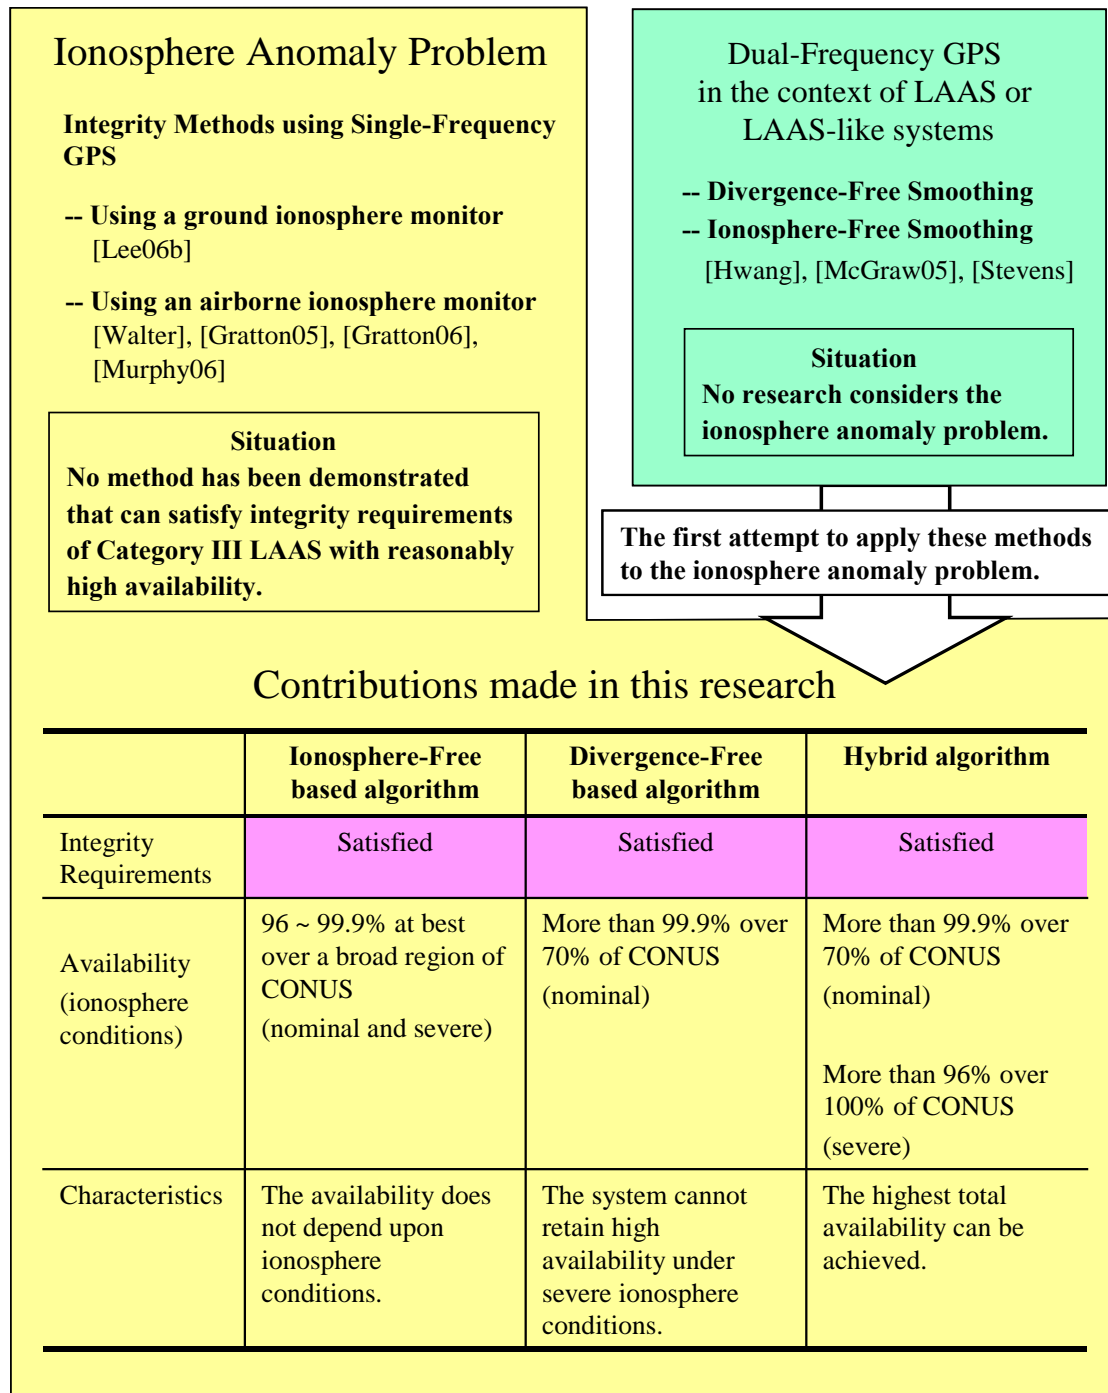 Ionosphere Anomaly Problem
Integrity Methods using Single-Frequency
GPS
-- Using a ground ionosphere monitor
[Lee06b]
-- Using an airborne ionosphere monitor
[Walter], [Gratton05], [Gratton06],
[Murphy06]
Situation
No method has been demonstrated
that can satisfy integrity requirements
of Category III LAAS with reasonably
high availability.
Dual-Frequency GPS
in the context of LAAS or
LAAS-like systems
-- Divergence-Free Smoothing
-- Ionosphere-Free Smoothing
[Hwang], [McGraw05], [Stevens]
Situation
No research considers the
ionosphere anomaly problem.
The first attempt to apply these methods
to the ionosphere anomaly problem.
Contributions made in this research
Ionosphere-Free
based algorithm
Divergence-Free
based algorithm
Hybrid algorithm
Integrity
Requirements
Satisfied
Satisfied
Satisfied
Availability
(ionosphere
conditions)
96 ~ 99.9% at best
over a broad region of
CONUS
(nominal and severe)
More than 99.9% over
70% of CONUS
(nominal)
More than 99.9% over
70% of CONUS
(nominal)
More than 96% over
100% of CONUS
(severe)
Characteristics
The availability does
not depend upon
ionosphere
conditions.
The system cannot
retain high
availability under
severe ionosphere
conditions.
The highest total
availability can be
achieved.